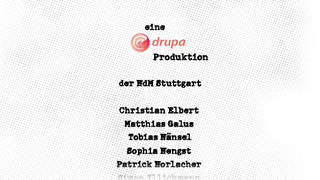 eine
drupa
Produktion
der HdM Stuttgart
Christian Elbert
Matthias Galus
Tobias Hänsel
Sophia Hengst
Patrick Horlacher